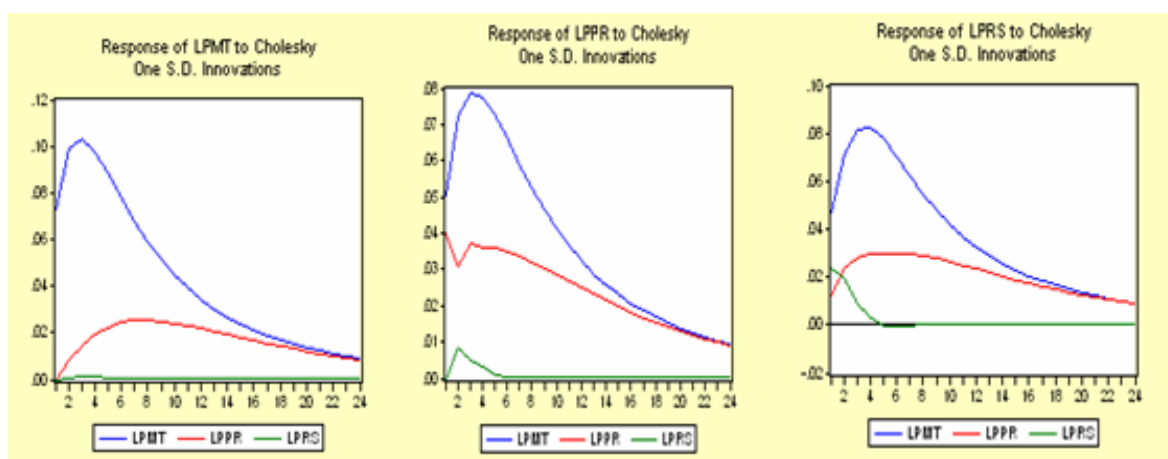 Response of LPMT to Cholesky
One S.D. Innovations
.12
.10
.08
.06
.04
.02
.00
2 4 6 8 10 12 14 16 18 20 22 24
LPMT LPPR LPRS
Response of LPPR to Cholesky
One S.D. Innovations
.08
.07
.06
.05
.04
.03
.02
.01
.00
2 4 6 8 10 12 14 16 18 20 22 24
LPMT LPPR LPRS
Response of LPRS to Cholesky
One S.D. Innovations
.10
.08
.06
.04
.02
.00
-.02
2 4 6 8 10 12 14 16 18 20 22 24
LPMT LPPR LPRS